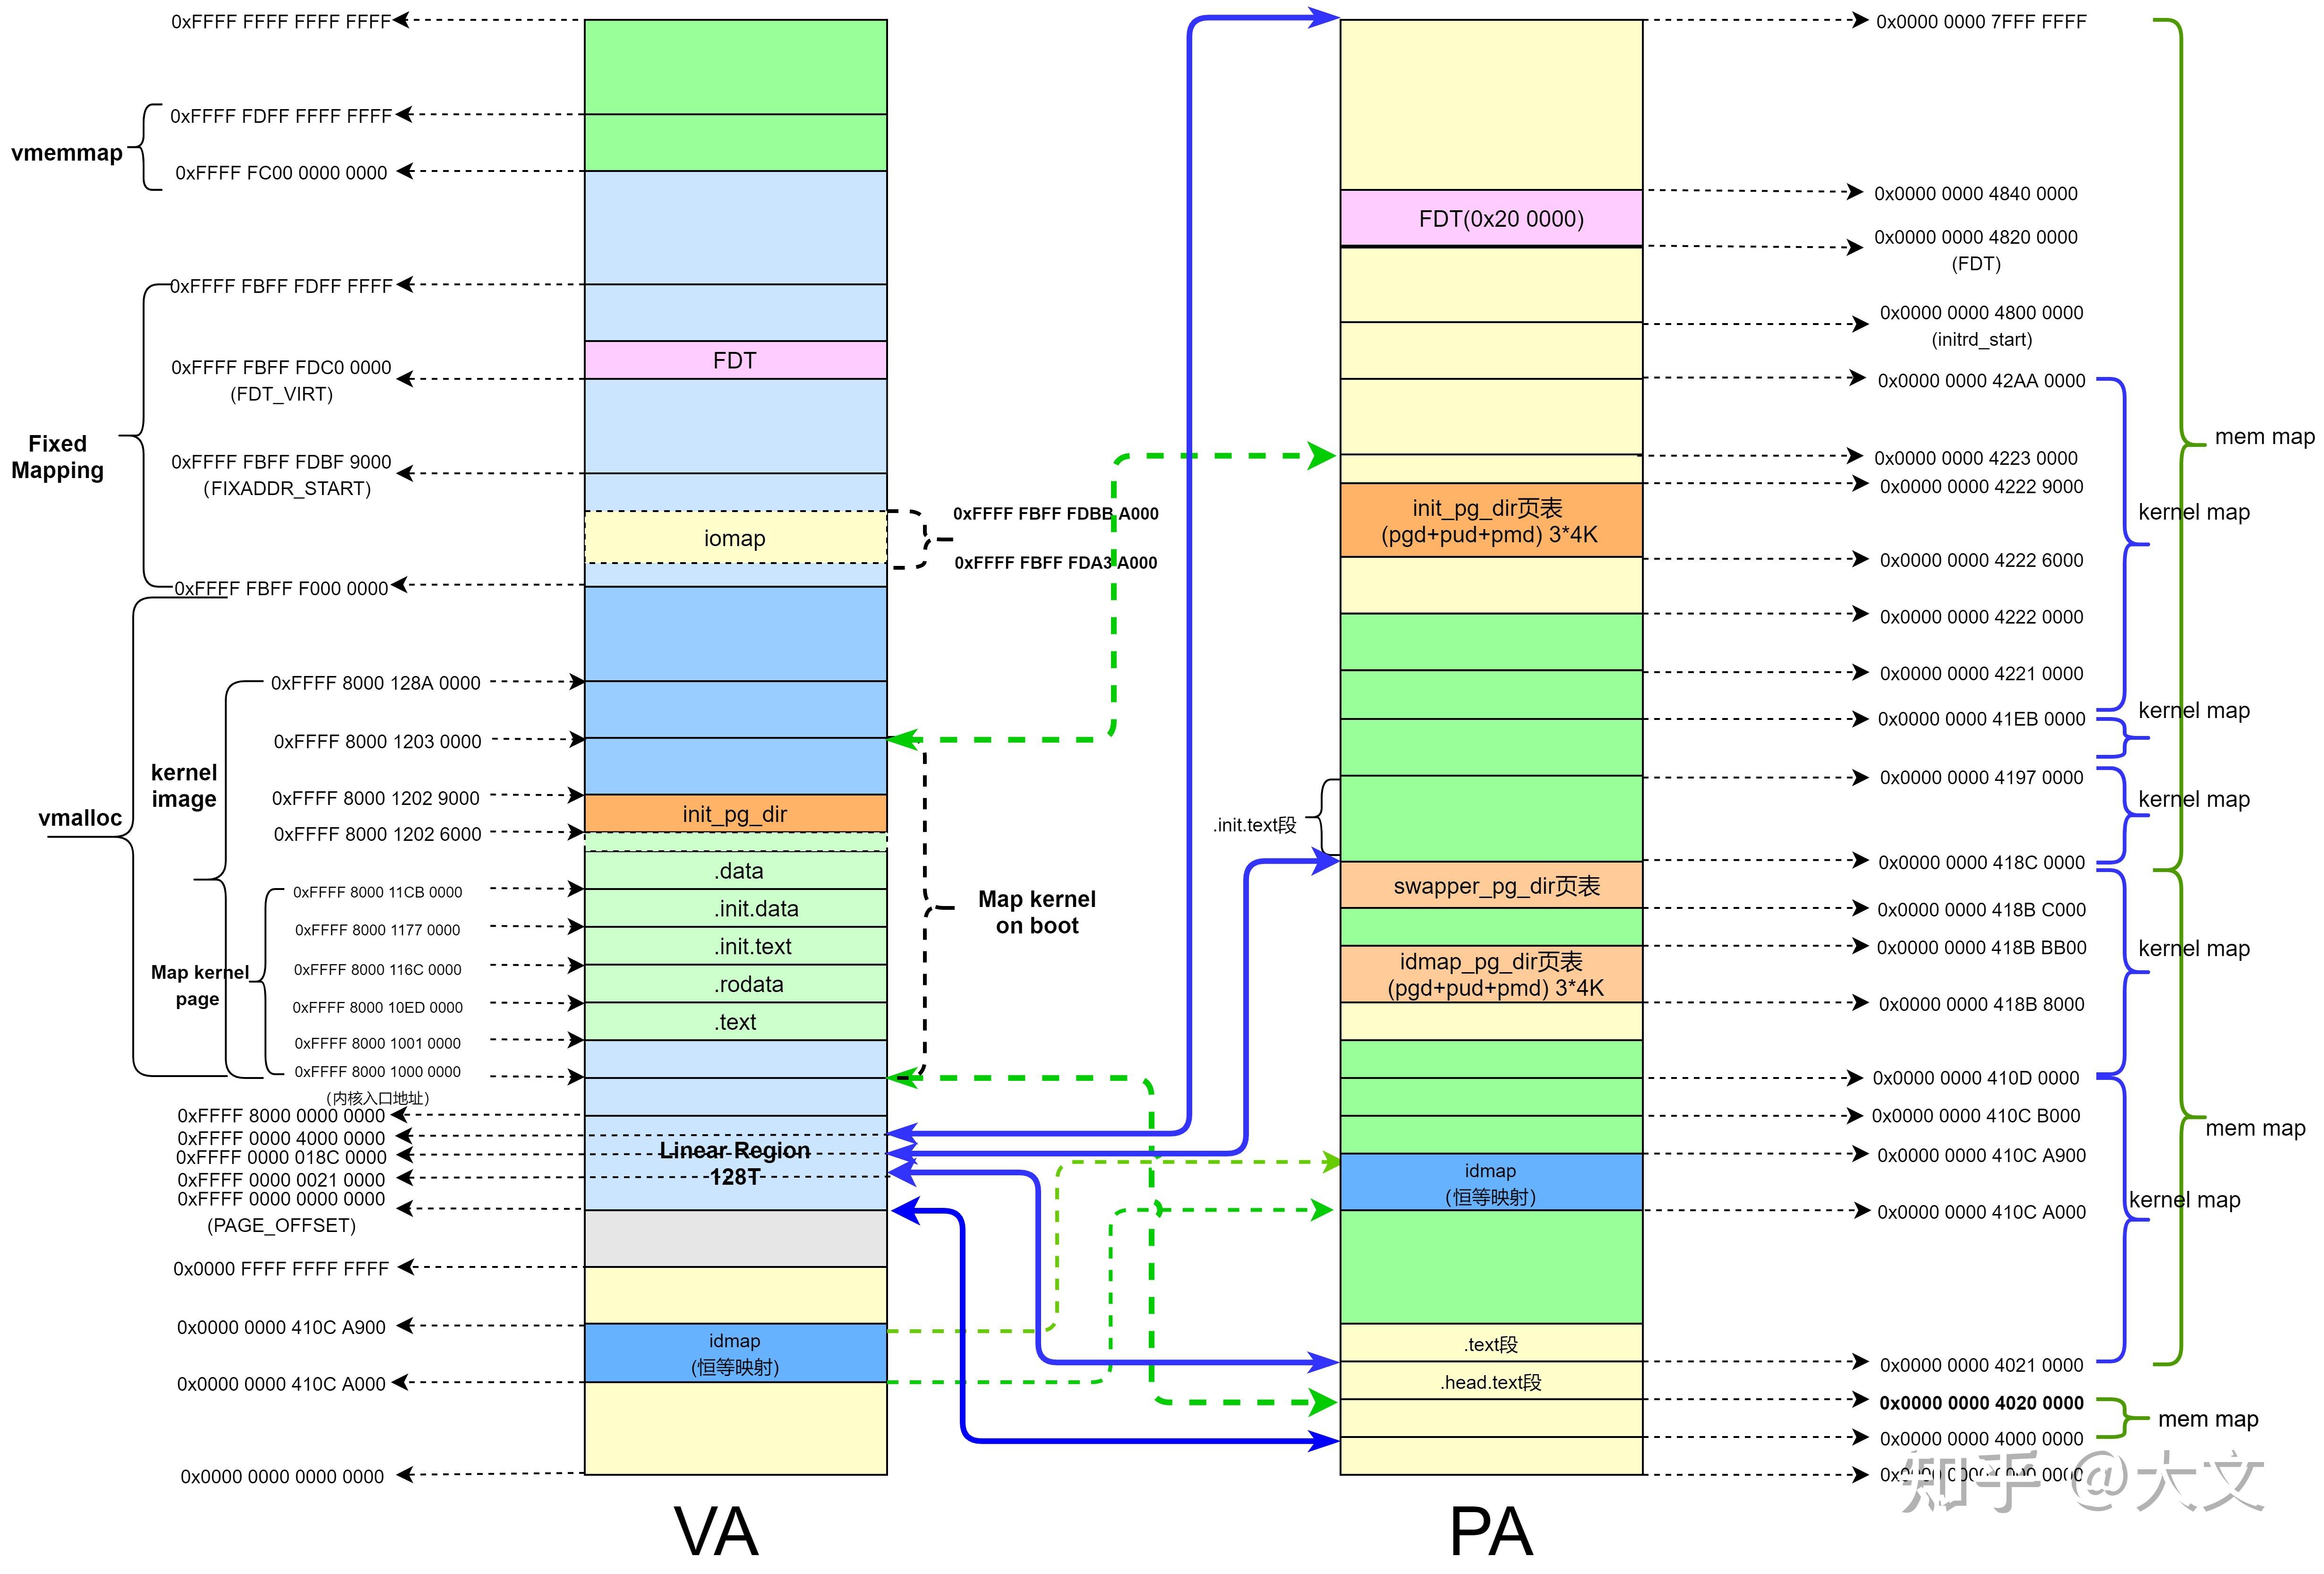 0xFFFF FFFF FFFF FFFF
0xFFFF FDFF FFFF FFFF
vmemmap
0xFFFF FC00 0000 0000
0xFFFF FBFF FDFF FFFF
0xFFFF FBFF FDC0 0000
(FDT_VIRT)
Fixed
Mapping
0xFFFF FBFF FDBF 9000
(FIXADDR_START)
0xFFFF FBFF F000 0000
0xFFFF 8000 128A 0000
0xFFFF 8000 1203 0000
kernel
image
0xFFFF 8000 1202 9000
vmalloc
0xFFFF 8000 1202 6000
0xFFFF 8000 11CB 0000
0xFFFF 8000 1177 0000
Map kernel
page
0xFFFF 8000 116C 0000
0xFFFF 8000 10ED 0000
0xFFFF 8000 1001 0000
0xFFFF 8000 1000 0000
（内核入口地址）
0xFFFF 8000 0000 0000
0xFFFF 0000 4000 0000
0xFFFF 0000 018C 0000
0xFFFF 0000 0021 0000
0xFFFF 0000 0000 0000
(PAGE_OFFSET)
0x0000 FFFF FFFF FFFF
0x0000 0000 410C A900
0x0000 0000 410C A000
0x0000 0000 0000 0000
FDT
iomap
0xFFFF FBFF FDBB A000
0xFFFF FBFF FDA3 A000
init_pg_dir
.data
.init.data
.init.text
.rodata
.text
Map kernel
on boot
Linear Region
128T
idmap
(恒等映射)
VA
FDT(0x20 0000)
init_pg_dir页表
(pgd+pud+pmd) 3*4K
.init.text段
swapper_pg_dir页表
idmap_pg_dir页表
(pgd+pud+pmd) 3*4K
idmap
（恒等映射）
.text段
.head.text段
PA
0x0000 0000 7FFF FFFF
0x0000 0000 4840 0000
0x0000 0000 4820 0000
(FDT)
0x0000 0000 4800 0000
(initrd_start)
0x0000 0000 42AA 0000
0x0000 0000 4223 0000
0x0000 0000 4222 9000
0x0000 0000 4222 6000
0x0000 0000 4222 0000
0x0000 0000 4221 0000
0x0000 0000 41EB 0000
0x0000 0000 4197 0000
0x0000 0000 418C 0000
0x0000 0000 418B C000
0x0000 0000 418B BB00
0x0000 0000 418B 8000
0x0000 0000 410D 0000
0x0000 0000 410C B000
0x0000 0000 410C A900
0x0000 0000 410C A000
0x0000 0000 4021 0000
0x0000 0000 4020 0000
0x0000 0000 4000 0000
0x0000 0000 0000 0000
mem map
kernel map
kernel map
kernel map
kernel map
mem map
kernel map
mem map
知乎 @大文